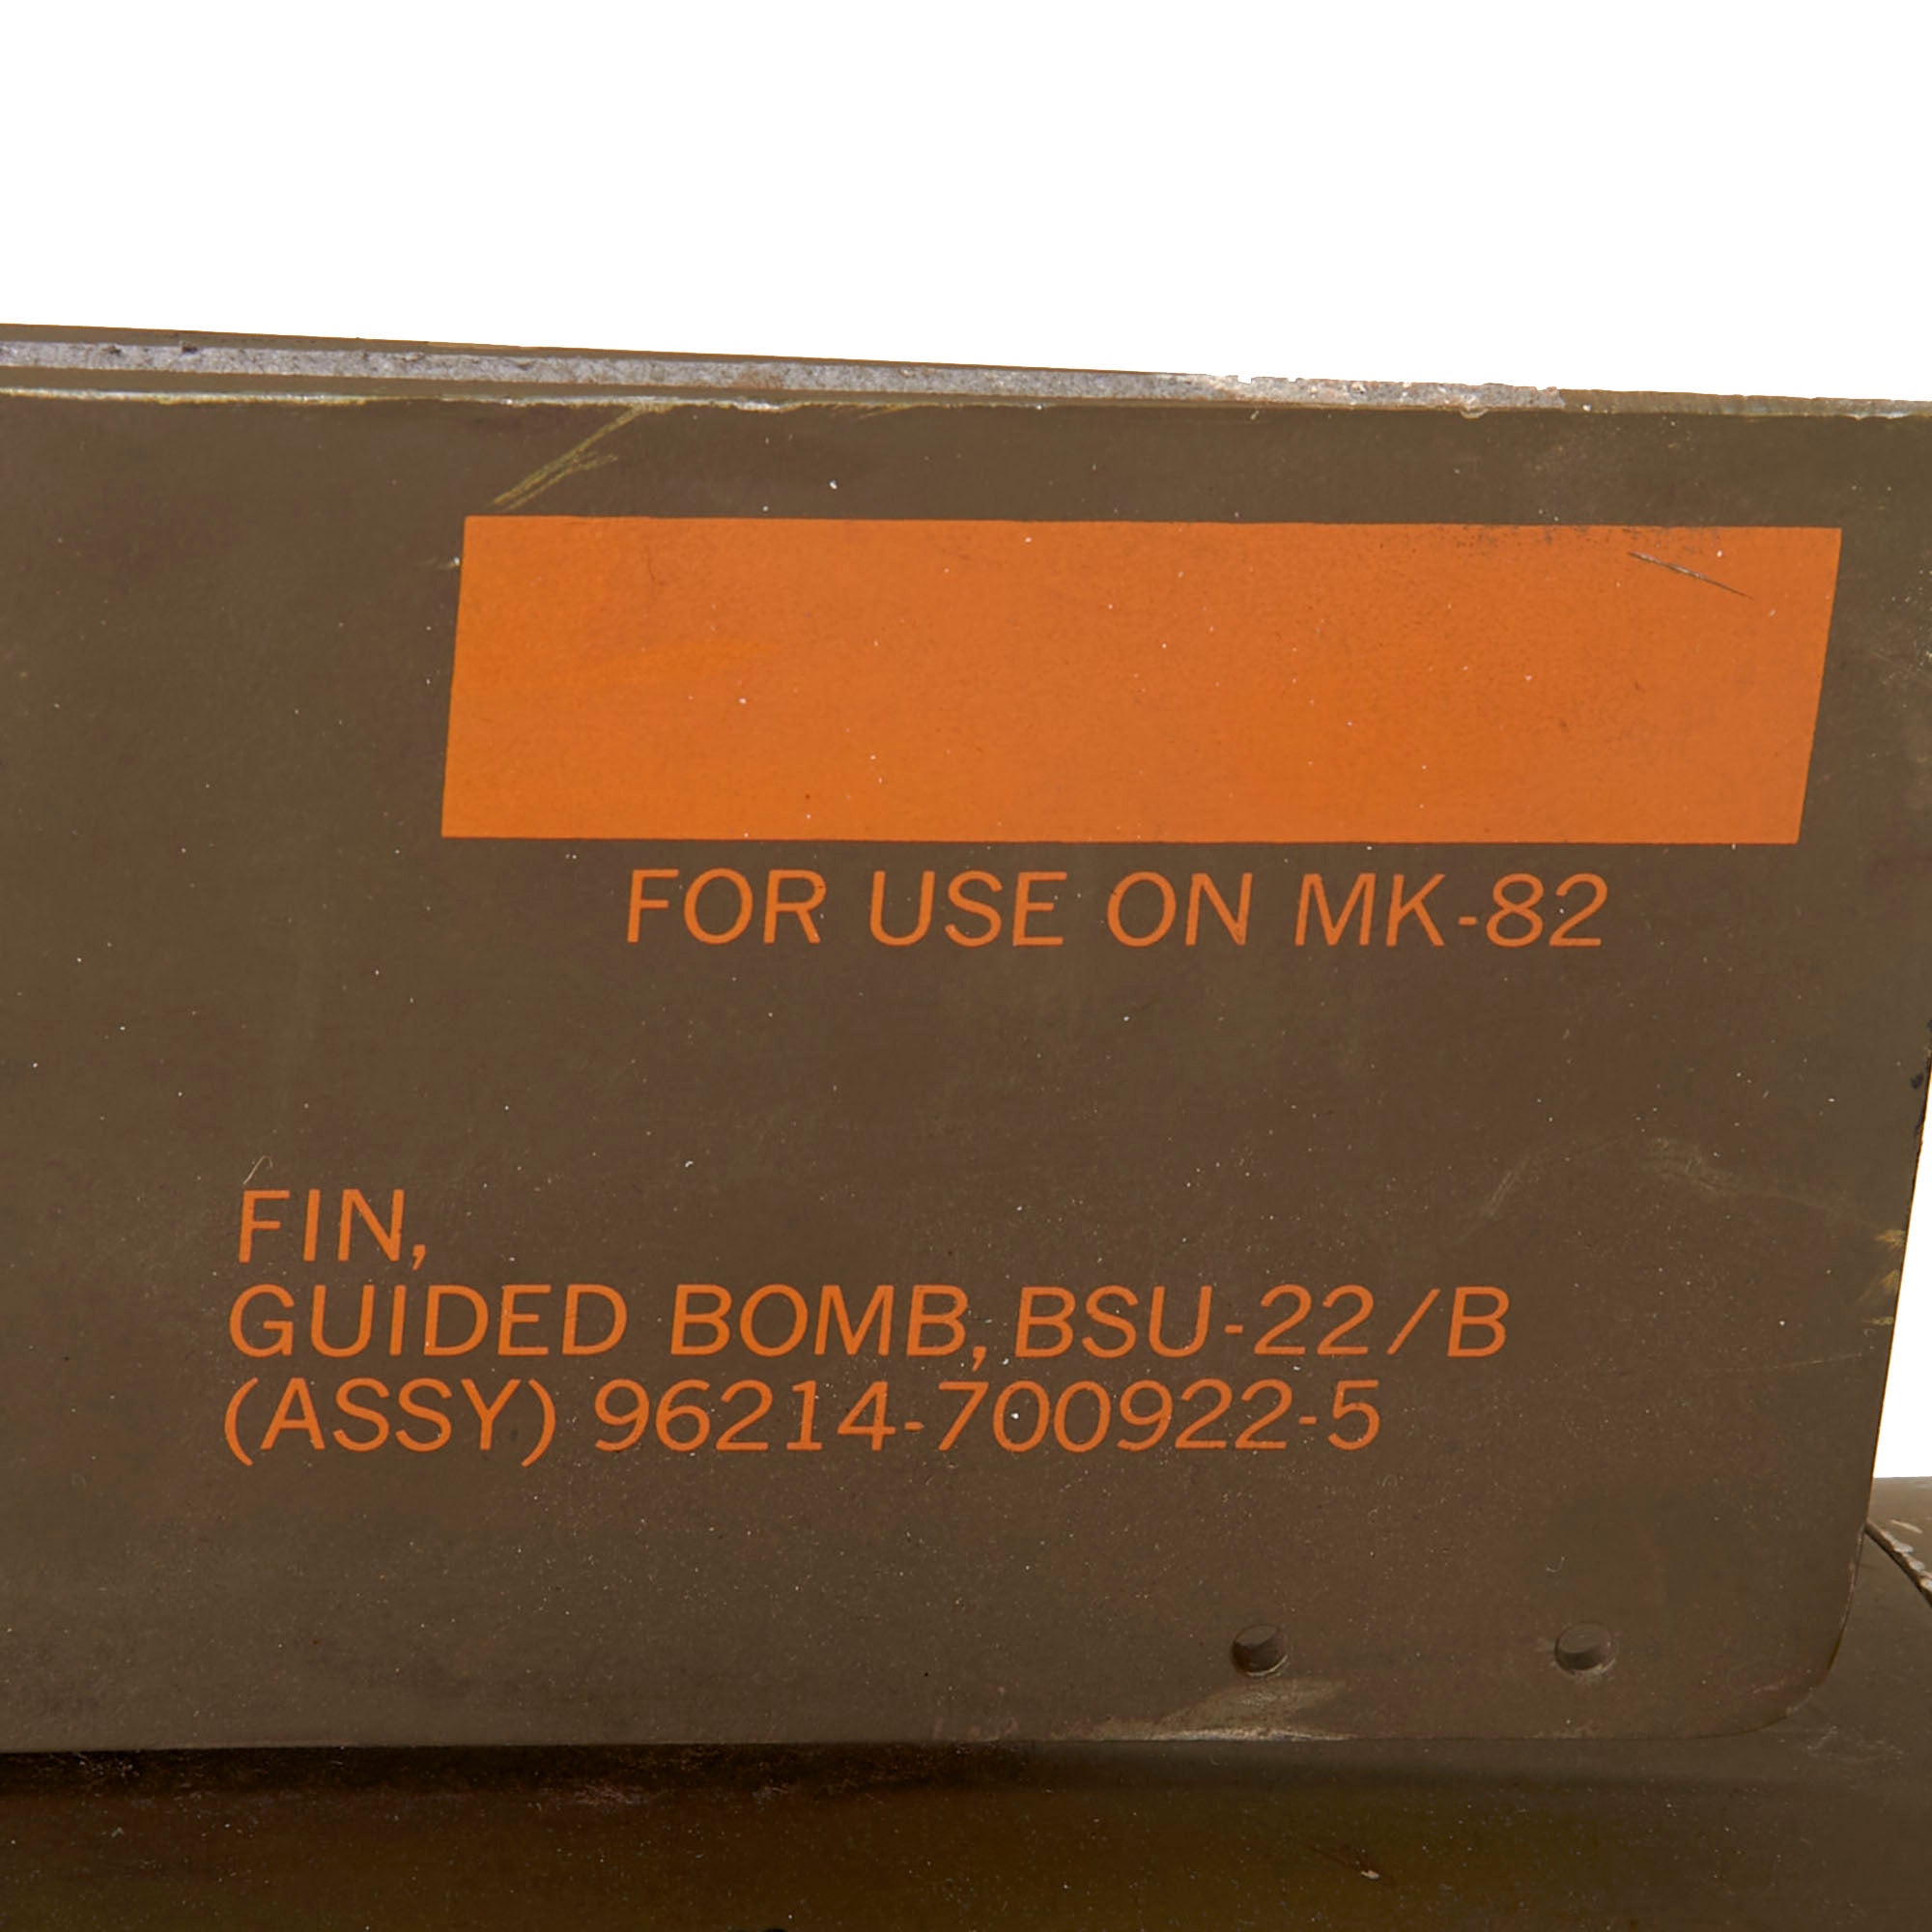 FOR USE ON MK-82
FIN,
GUIDED BOMB, BSU-22/B
(ASSY) 96214-700922-5